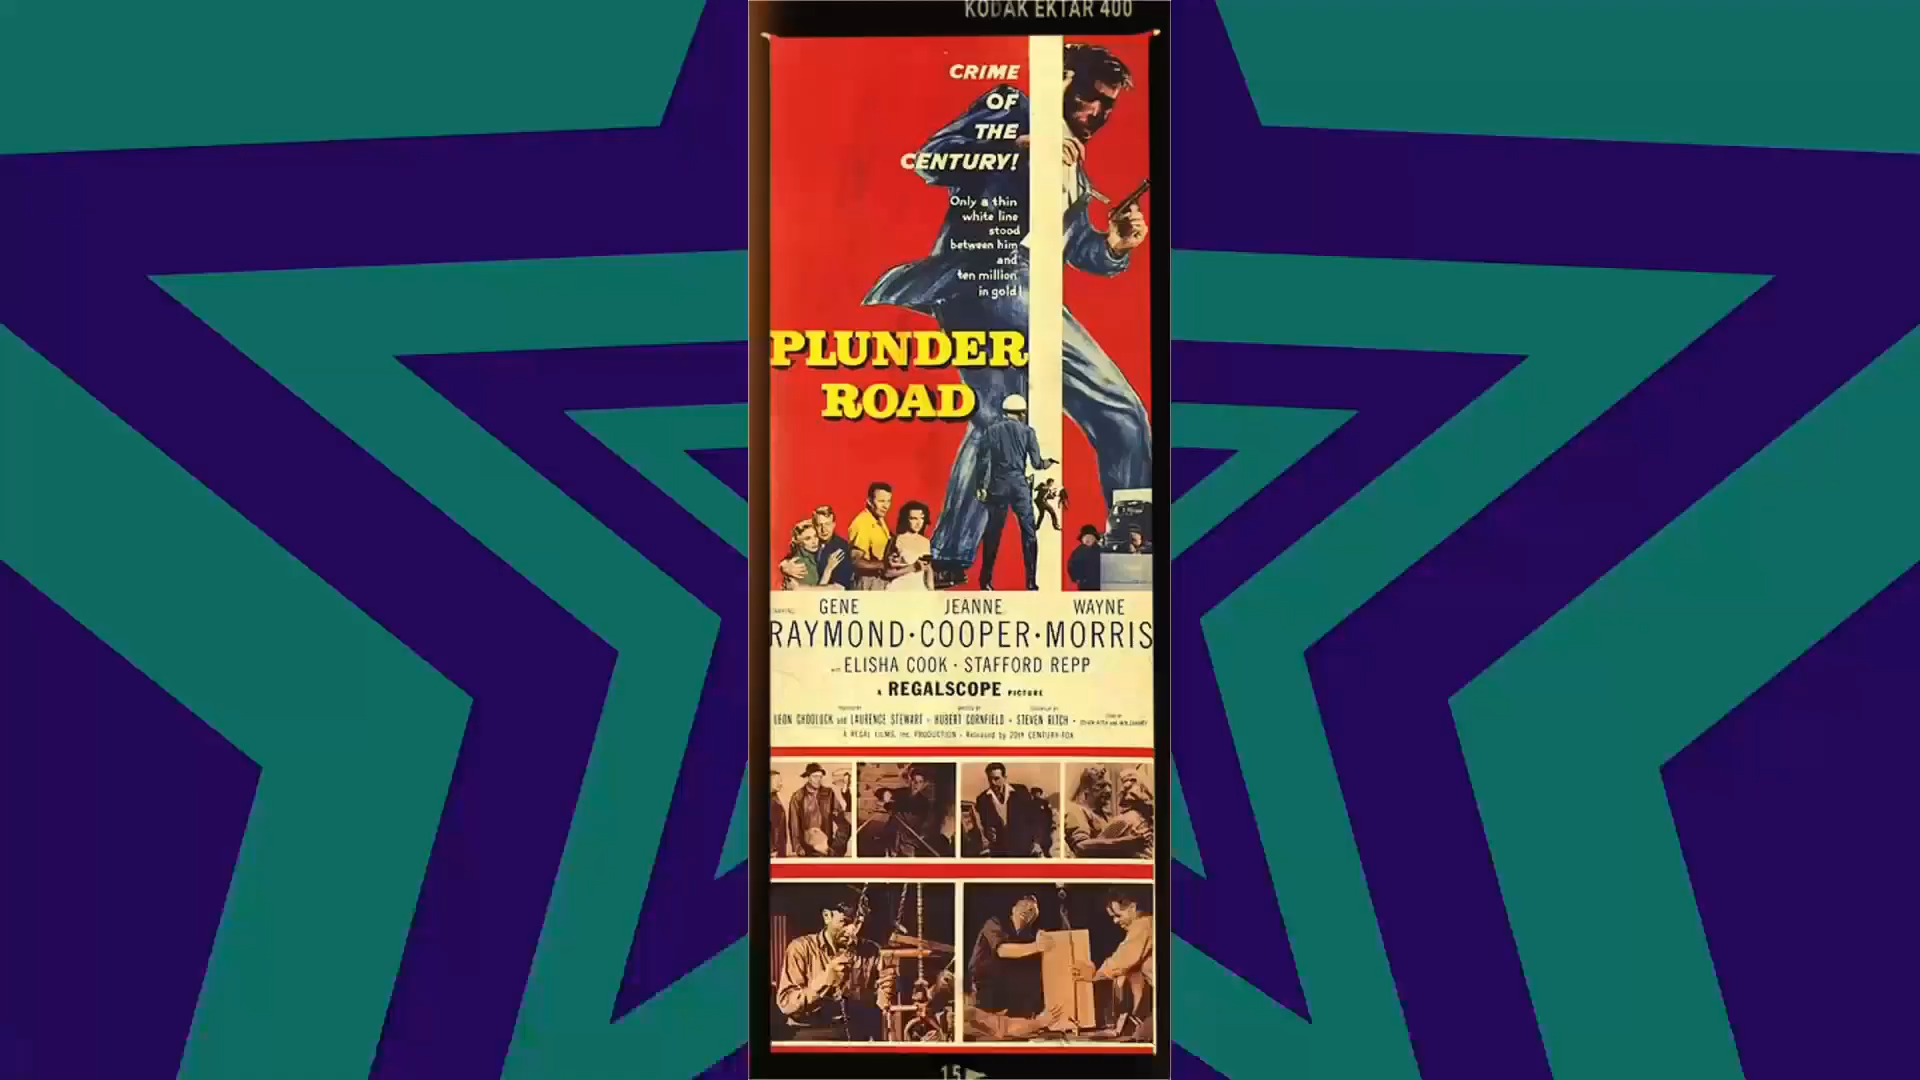 KODAK EKTAR 400
CRIME
OF
THE
CENTURY!
Only a thin
white line
stood
between him
and
ten million
in gold!
PLUNDER
ROAD
GENE JEANNE WAYNE
RAYMOND · COOPER · MORRIS
with ELISHA COOK · STAFFORD REPP
A REGALSCOPE PICTURE
LEON CHOOLUCK and LAURENCE STEWART · HUBERT CORNFIELD · STEVEN RITCH ·
A REGAL FILMS, Inc. PRODUCTION · Released by 20th CENTURY-FOX
15